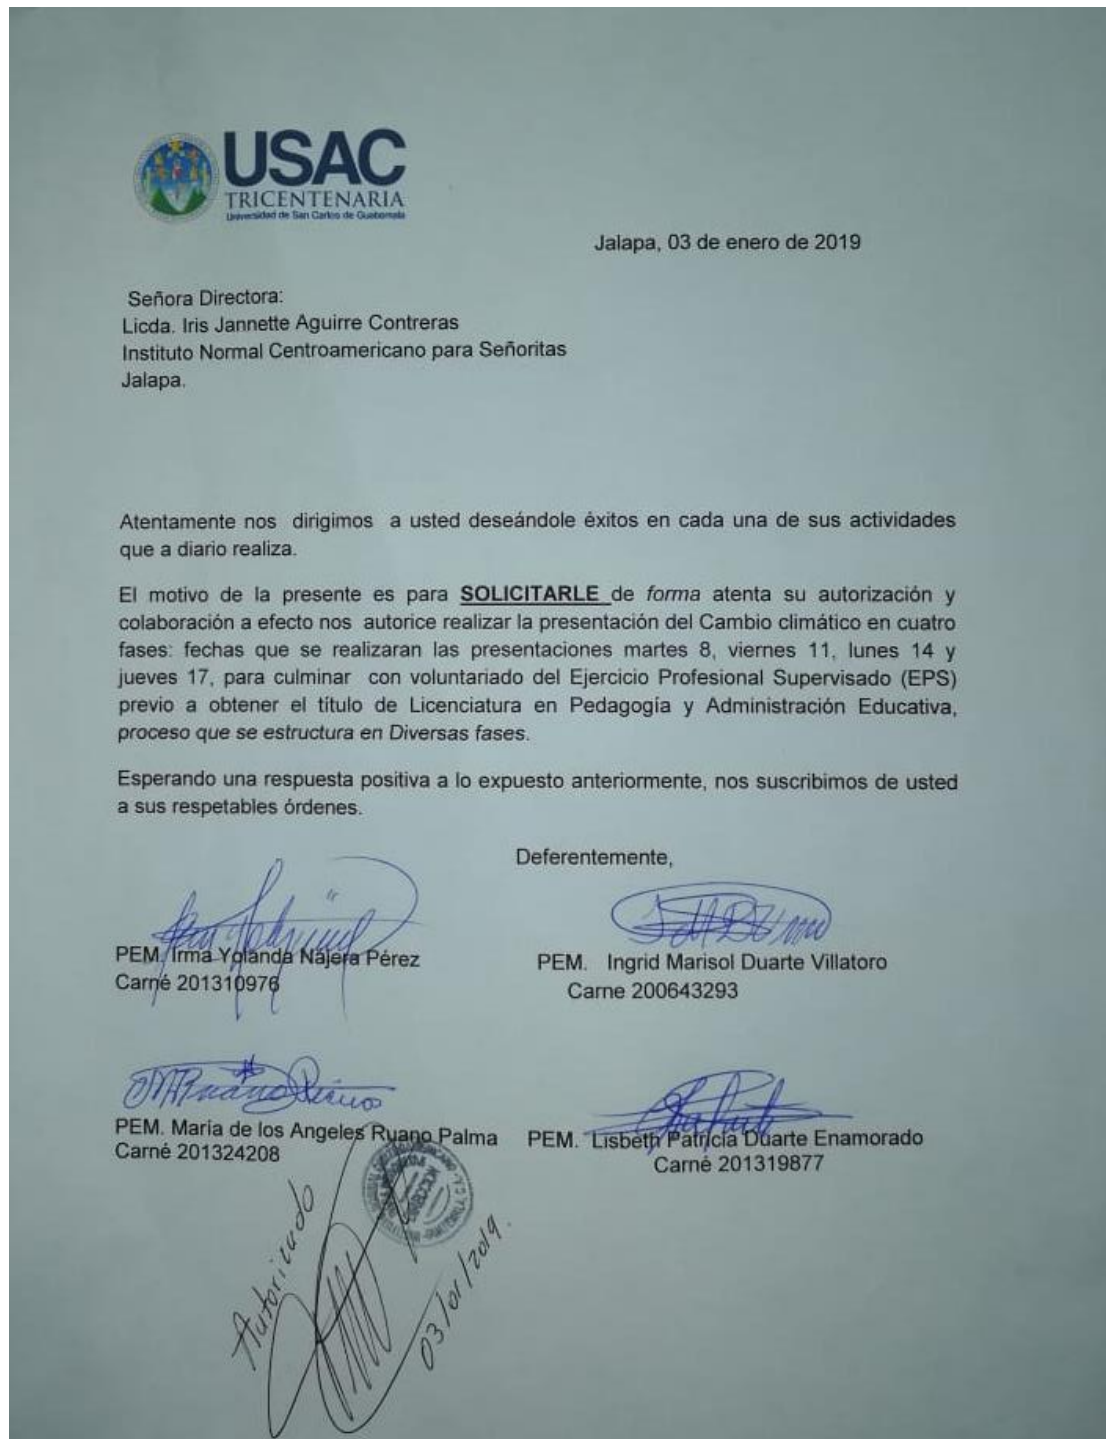 USAC
TRICENTENARIA
Universidad de San Carlos de Guatemala
Jalapa, 03 de enero de 2019
Señora Directora:
Licda. Iris Jannette Aguirre Contreras
Instituto Normal Centroamericano para Señoritas
Jalapa.
Atentamente nos dirigimos a usted deseándole éxitos en cada una de sus actividades
que a diario realiza.
El motivo de la presente es para SOLICITARLE de forma atenta su autorización y
colaboración a efecto nos autorice realizar la presentación del Cambio climático en cuatro
fases: fechas que se realizaran las presentaciones martes 8, viernes 11, lunes 14 y
jueves 17, para culminar con voluntariado del Ejercicio Profesional Supervisado (EPS)
previo a obtener el título de Licenciatura en Pedagogía y Administración Educativa,
proceso que se estructura en Diversas fases.
Esperando una respuesta positiva a lo expuesto anteriormente, nos suscribimos de usted
a sus respetables órdenes.
Deferentemente,
PEM. Irma Yolanda Nájera Pérez
Carné 201310976
PEM. Ingrid Marisol Duarte Villatoro
Carne 200643293
PEM. María de los Angeles Ruano Palma
Carné 201324208
PEM. Lisbeth Patricia Duarte Enamorado
Carné 201319877
Autorizado
03/01/2019.